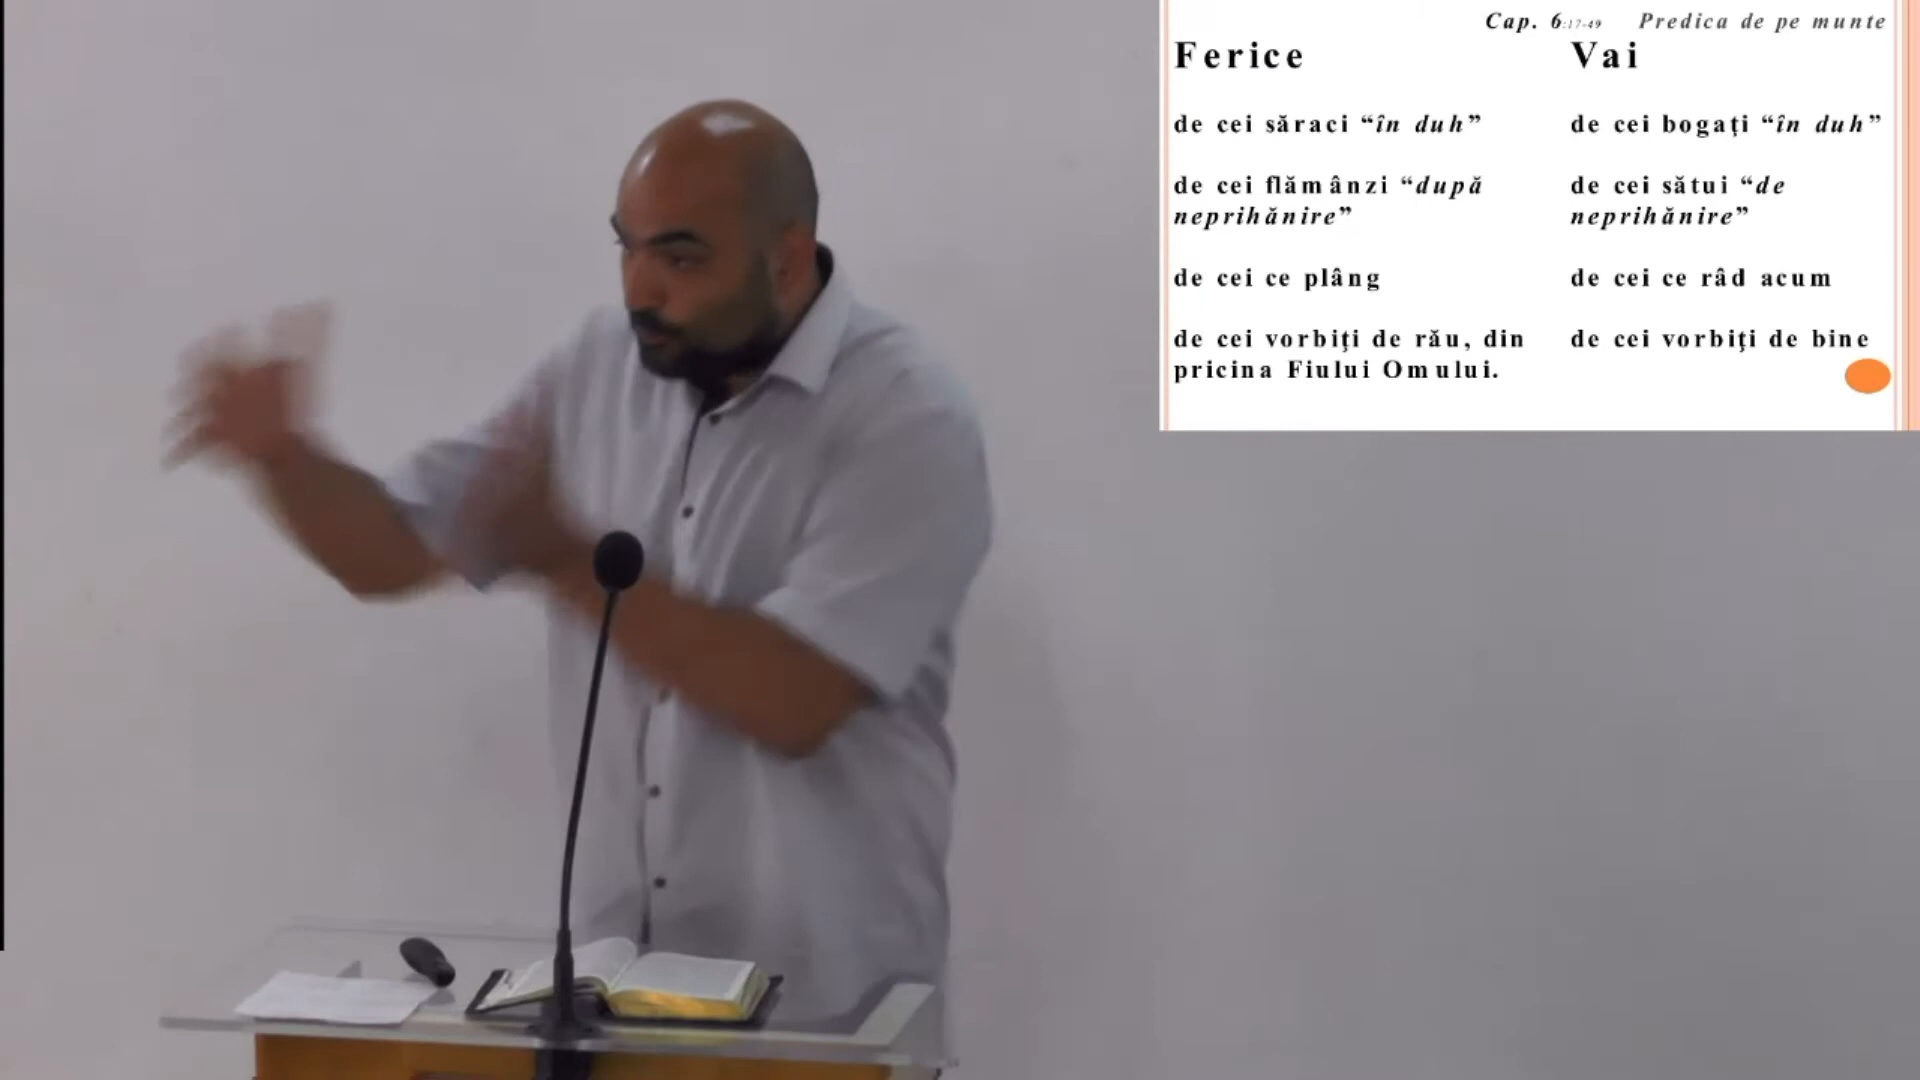 Cap. 6:17-49 Predica de pe munte
Ferice
Vai
de cei săraci “în duh”
de cei bogați “în duh”
de cei flămânzi “după
neprihănire”
de cei sătui “de
neprihănire”
de cei ce plâng
de cei ce râd acum
de cei vorbiți de rău, din
pricina Fiului Omului.
de cei vorbiți de bine